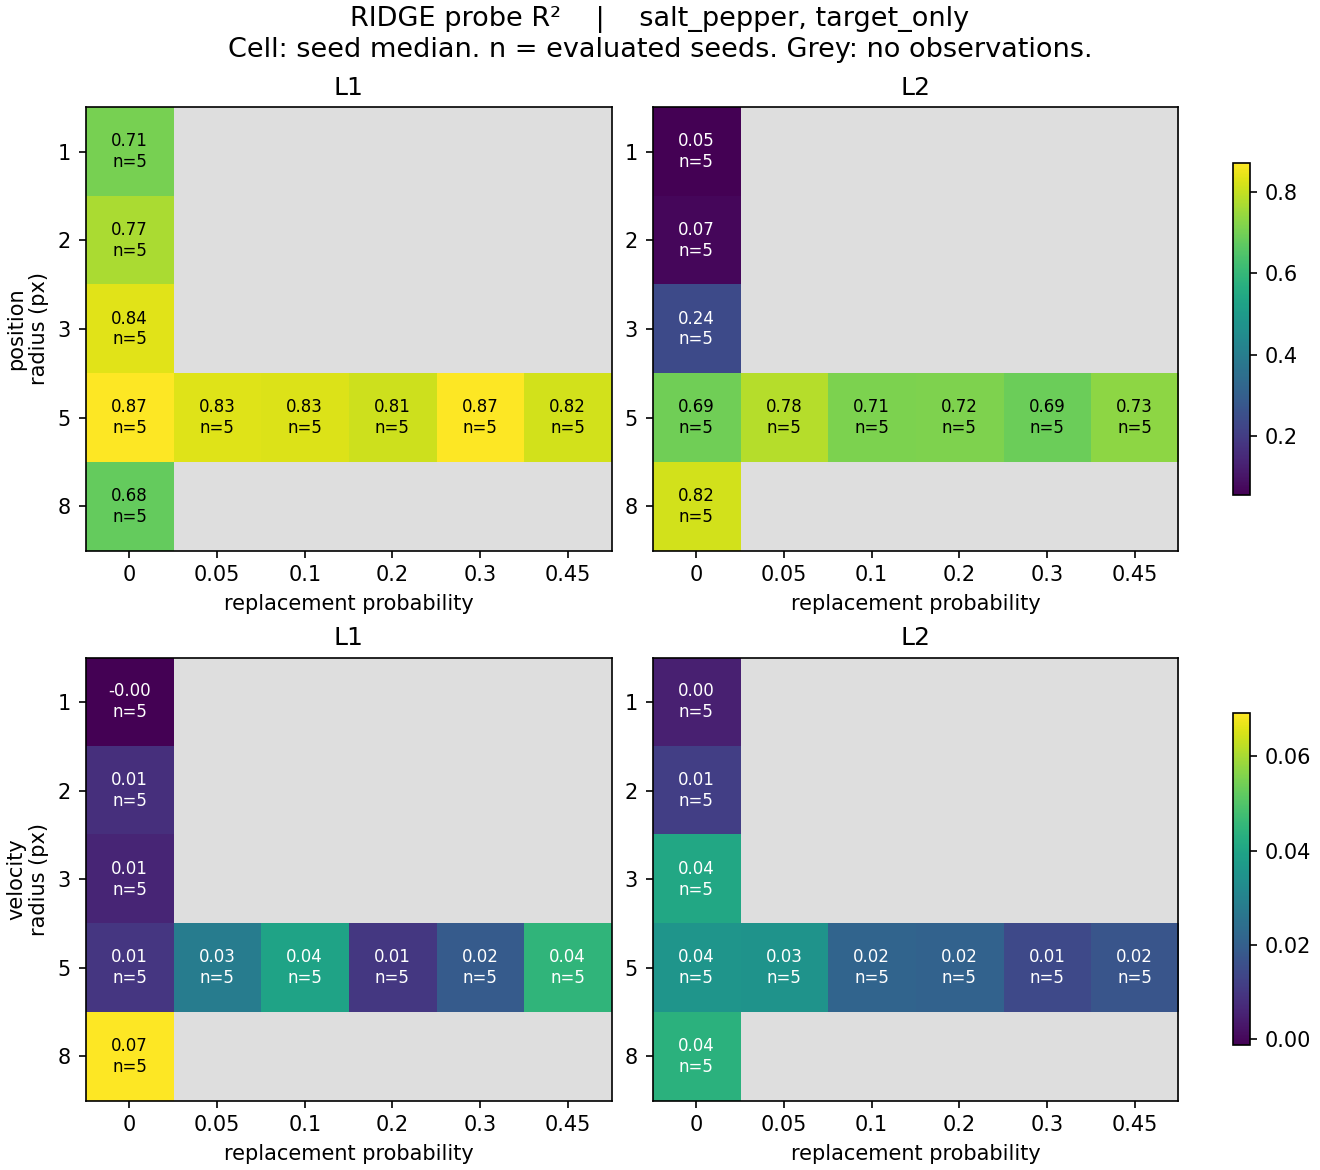 RIDGE probe R² | salt_pepper, target_only
Cell: seed median. n = evaluated seeds. Grey: no observations.
L1
L2
position
radius (px)
1
2
3
5
8
0.71
n=5
0.77
n=5
0.84
n=5
0.87 0.83 0.83 0.81 0.87 0.82
n=5 n=5 n=5 n=5 n=5 n=5
0.68
n=5
0 0.05 0.1 0.2 0.3 0.45
replacement probability
1
2
3
5
8
0.05
n=5
0.07
n=5
0.24
n=5
0.69 0.78 0.71 0.72 0.69 0.73
n=5 n=5 n=5 n=5 n=5 n=5
0.82
n=5
0 0.05 0.1 0.2 0.3 0.45
replacement probability
0.8
0.6
0.4
0.2
L1
L2
velocity
radius (px)
1
2
3
5
8
-0.00
n=5
0.01
n=5
0.01
n=5
0.01 0.03 0.04 0.01 0.02 0.04
n=5 n=5 n=5 n=5 n=5 n=5
0.07
n=5
0 0.05 0.1 0.2 0.3 0.45
replacement probability
1
2
3
5
8
0.00
n=5
0.01
n=5
0.04
n=5
0.04 0.03 0.02 0.02 0.01 0.02
n=5 n=5 n=5 n=5 n=5 n=5
0.04
n=5
0 0.05 0.1 0.2 0.3 0.45
replacement probability
0.06
0.04
0.02
0.00